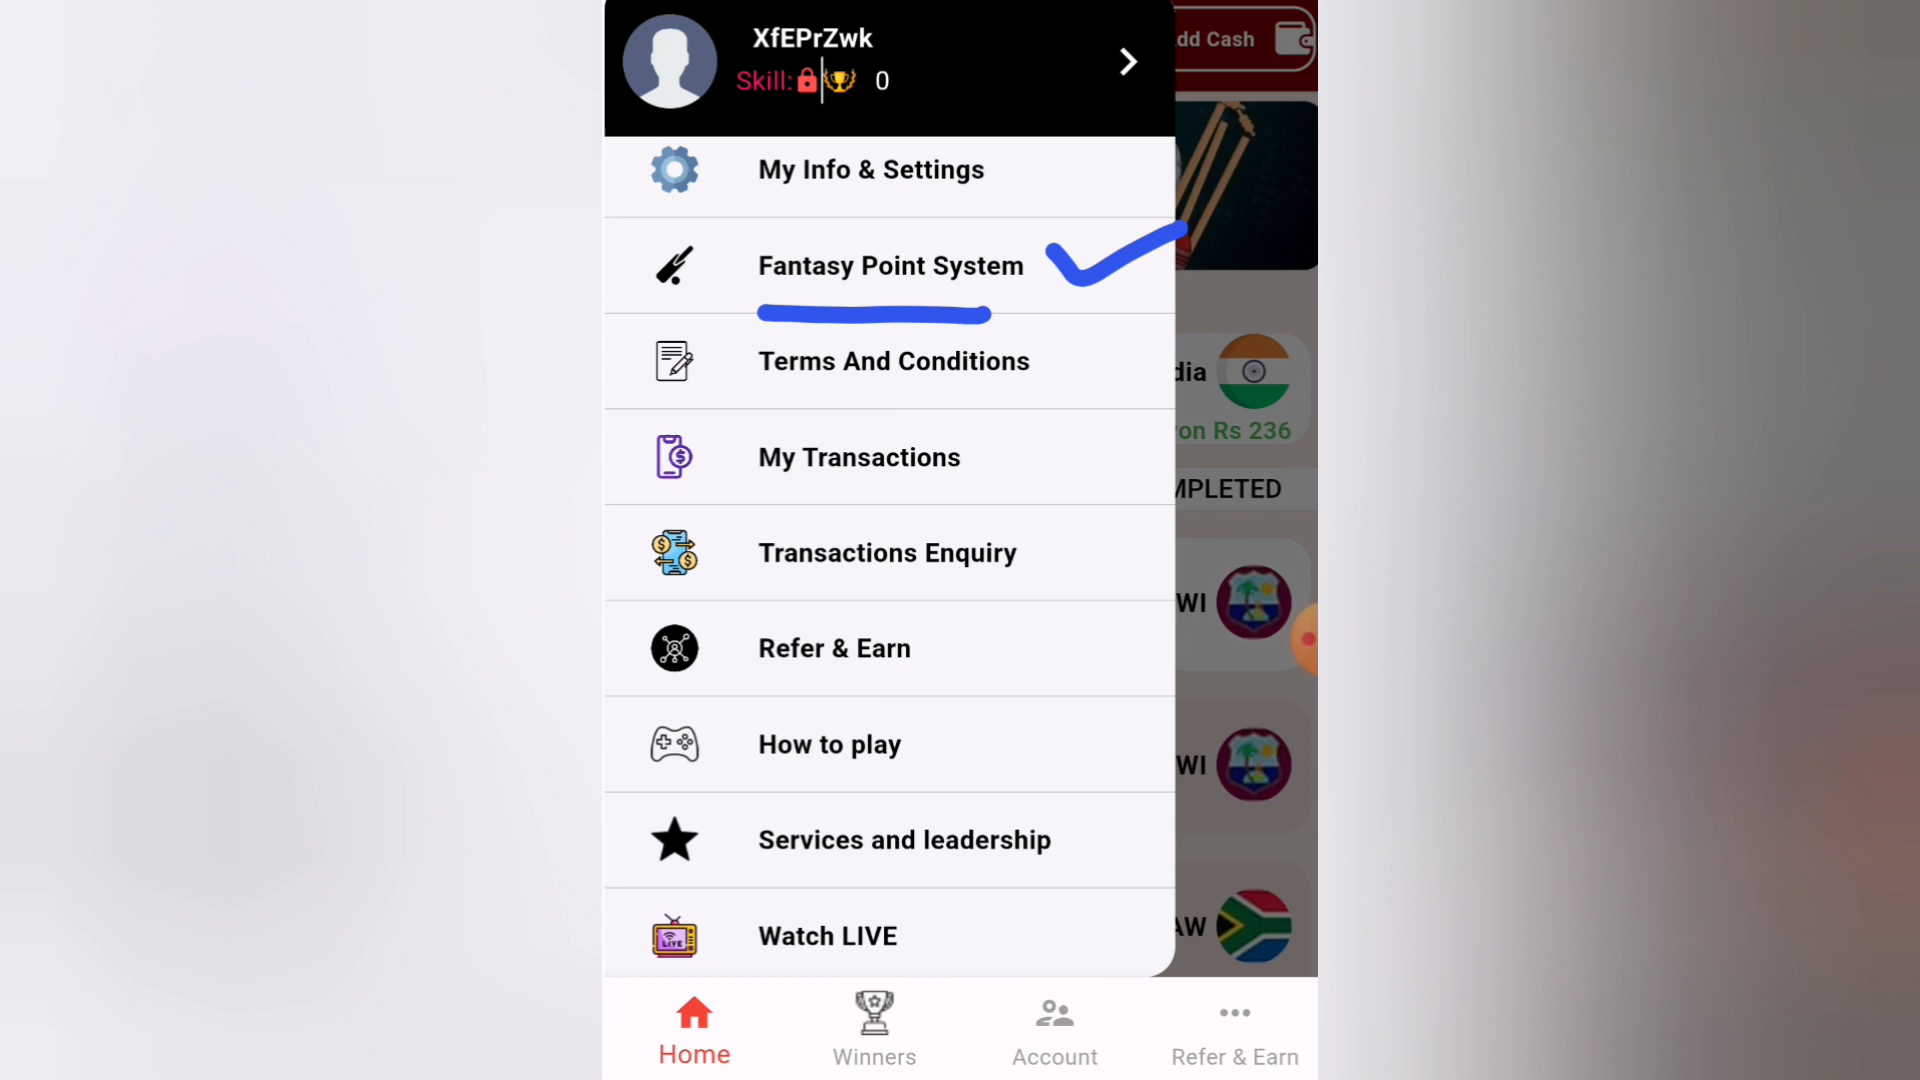 XfEPrZwk
Skill: 0
dd Cash
My Info & Settings
Fantasy Point System
Terms And Conditions
dia
on Rs 236
My Transactions
MPLETED
Transactions Enquiry
WI
Refer & Earn
How to play
WI
Services and leadership
AW
Watch LIVE
LIVE
Home
Winners
Account
Refer & Earn